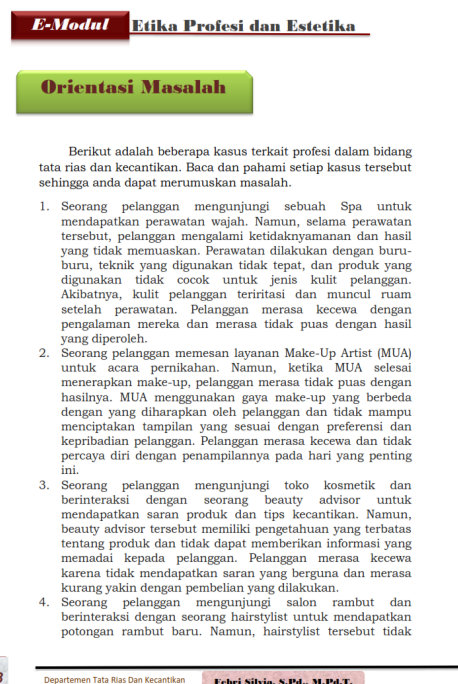 E-Modul Etika Profesi dan Estetika
Orientasi Masalah
Berikut adalah beberapa kasus terkait profesi dalam bidang
tata rias dan kecantikan. Baca dan pahami setiap kasus tersebut
sehingga anda dapat merumuskan masalah.
1. Seorang pelanggan mengunjungi sebuah Spa untuk
mendapatkan perawatan wajah. Namun, selama perawatan
tersebut, pelanggan mengalami ketidaknyamanan dan hasil
yang tidak memuaskan. Perawatan dilakukan dengan buru-
buru, teknik yang digunakan tidak tepat, dan produk yang
digunakan tidak cocok untuk jenis kulit pelanggan.
Akibatnya, kulit pelanggan teriritasi dan muncul ruam
setelah perawatan. Pelanggan merasa kecewa dengan
pengalaman mereka dan merasa tidak puas dengan hasil
yang diperoleh.
2. Seorang pelanggan memesan layanan Make-Up Artist (MUA)
untuk acara pernikahan. Namun, ketika MUA selesai
menerapkan make-up, pelanggan merasa tidak puas dengan
hasilnya. MUA menggunakan gaya make-up yang berbeda
dengan yang diharapkan oleh pelanggan dan tidak mampu
menciptakan tampilan yang sesuai dengan preferensi dan
kepribadian pelanggan. Pelanggan merasa kecewa dan tidak
percaya diri dengan penampilannya pada hari yang penting
ini.
3. Seorang pelanggan mengunjungi toko kosmetik dan
berinteraksi dengan seorang beauty advisor untuk
mendapatkan saran produk dan tips kecantikan. Namun,
beauty advisor tersebut memiliki pengetahuan yang terbatas
tentang produk dan tidak dapat memberikan informasi yang
memadai kepada pelanggan. Pelanggan merasa kecewa
karena tidak mendapatkan saran yang berguna dan merasa
kurang yakin dengan pembelian yang dilakukan.
4. Seorang pelanggan mengunjungi salon rambut dan
berinteraksi dengan seorang hairstylist untuk mendapatkan
potongan rambut baru. Namun, hairstylist tersebut tidak
Departemen Tata Rias Dan Kecantikan Febri Silvia, S.Pd., M.Pd.T.